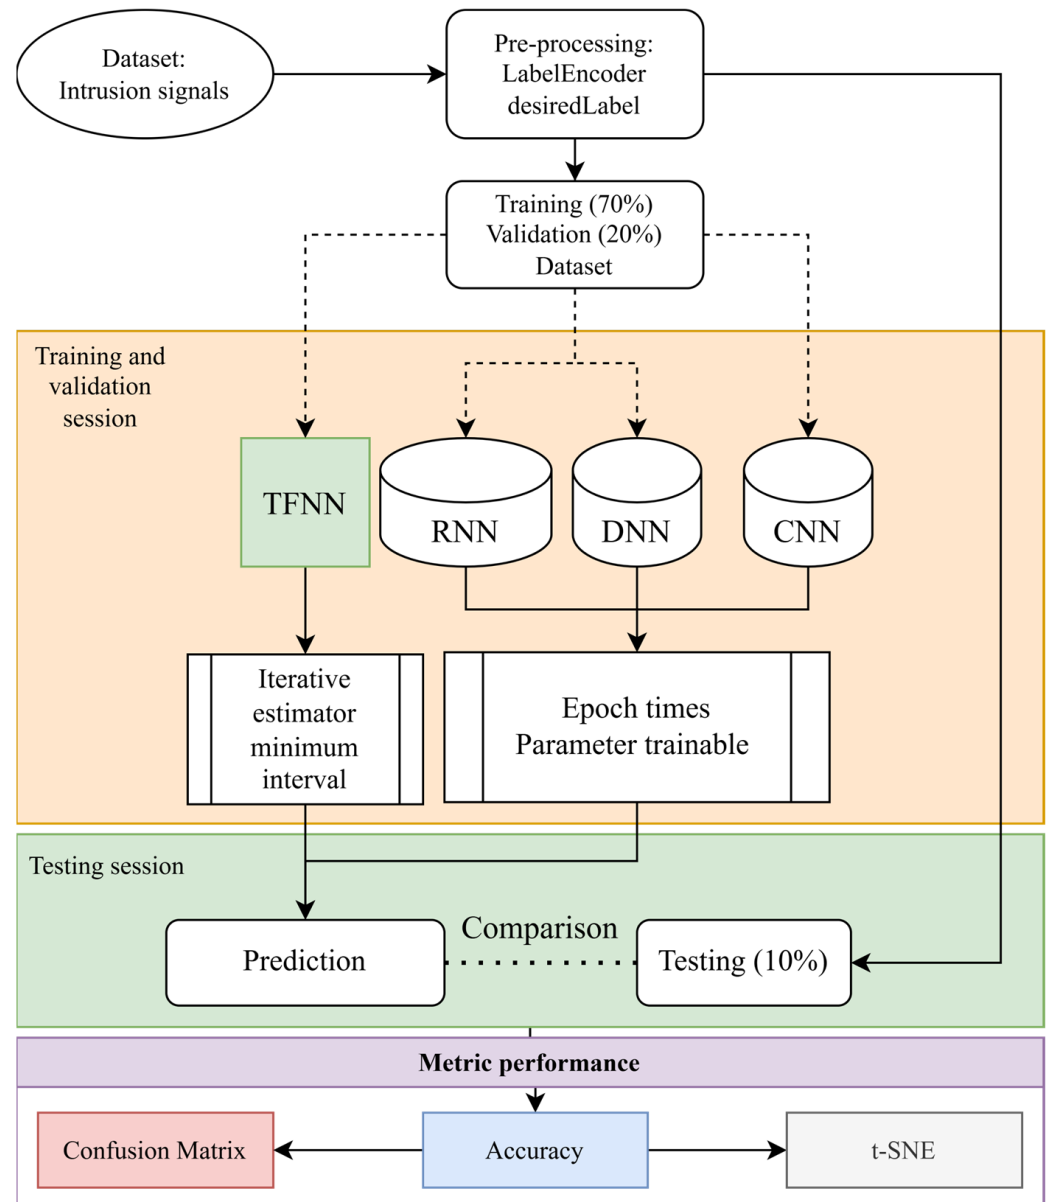 Dataset:
Intrusion signals
Pre-processing:
LabelEncoder
desiredLabel
Training (70%)
Validation (20%)
Dataset
Training and
validation
session
TFNN
RNN
DNN
CNN
Iterative
estimator
minimum
interval
Epoch times
Parameter trainable
Testing session
Prediction
Comparison
Testing (10%)
Metric performance
Confusion Matrix
Accuracy
t-SNE